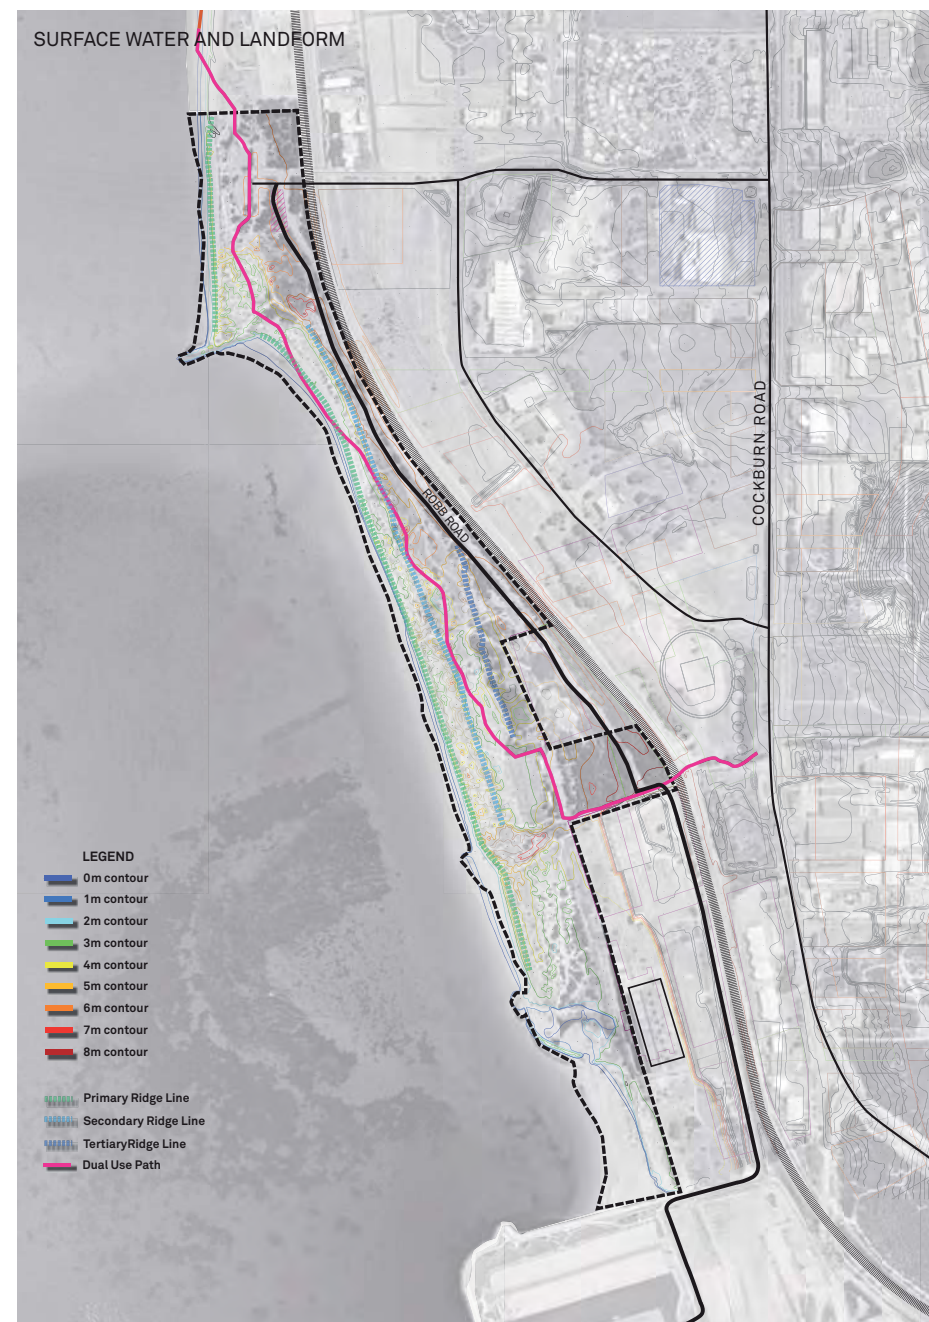 SURFACE WATER AND LANDFORM
COCKBURN ROAD
ROBB ROAD
LEGEND
0m contour
1m contour
2m contour
3m contour
4m contour
5m contour
6m contour
7m contour
8m contour
Primary Ridge Line
Secondary Ridge Line
TertiaryRidge Line
Dual Use Path